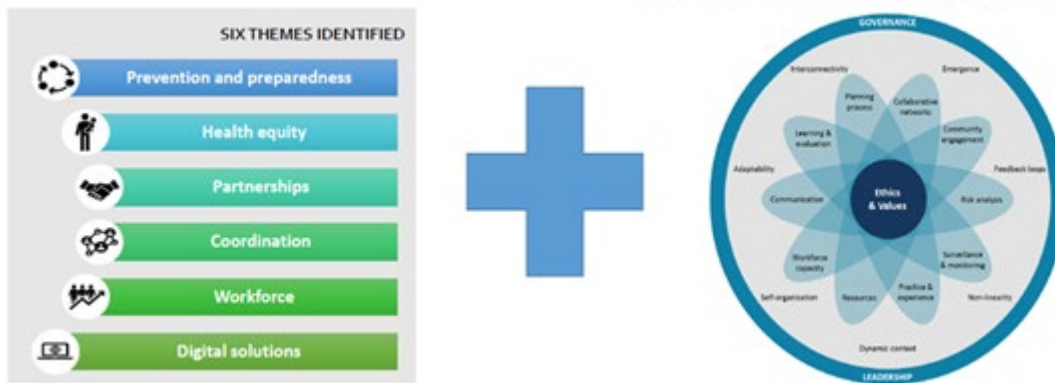 SIX THEMES IDENTIFIED
Prevention and preparedness
Health equity
Partnerships
Coordination
Workforce
Digital solutions
GOVERNANCE
Interconnectivity
Emergence
Planning
process
Collaborative
networks
Learning &
evaluation
Community
engagement
Adaptability
Feedback loops
Communication
Ethics
& Values
Risk analysis
Workforce
capacity
Surveillance
& monitoring
Self-organization
Resources
Practice &
experience
Non-linearity
Dynamic context
LEADERSHIP